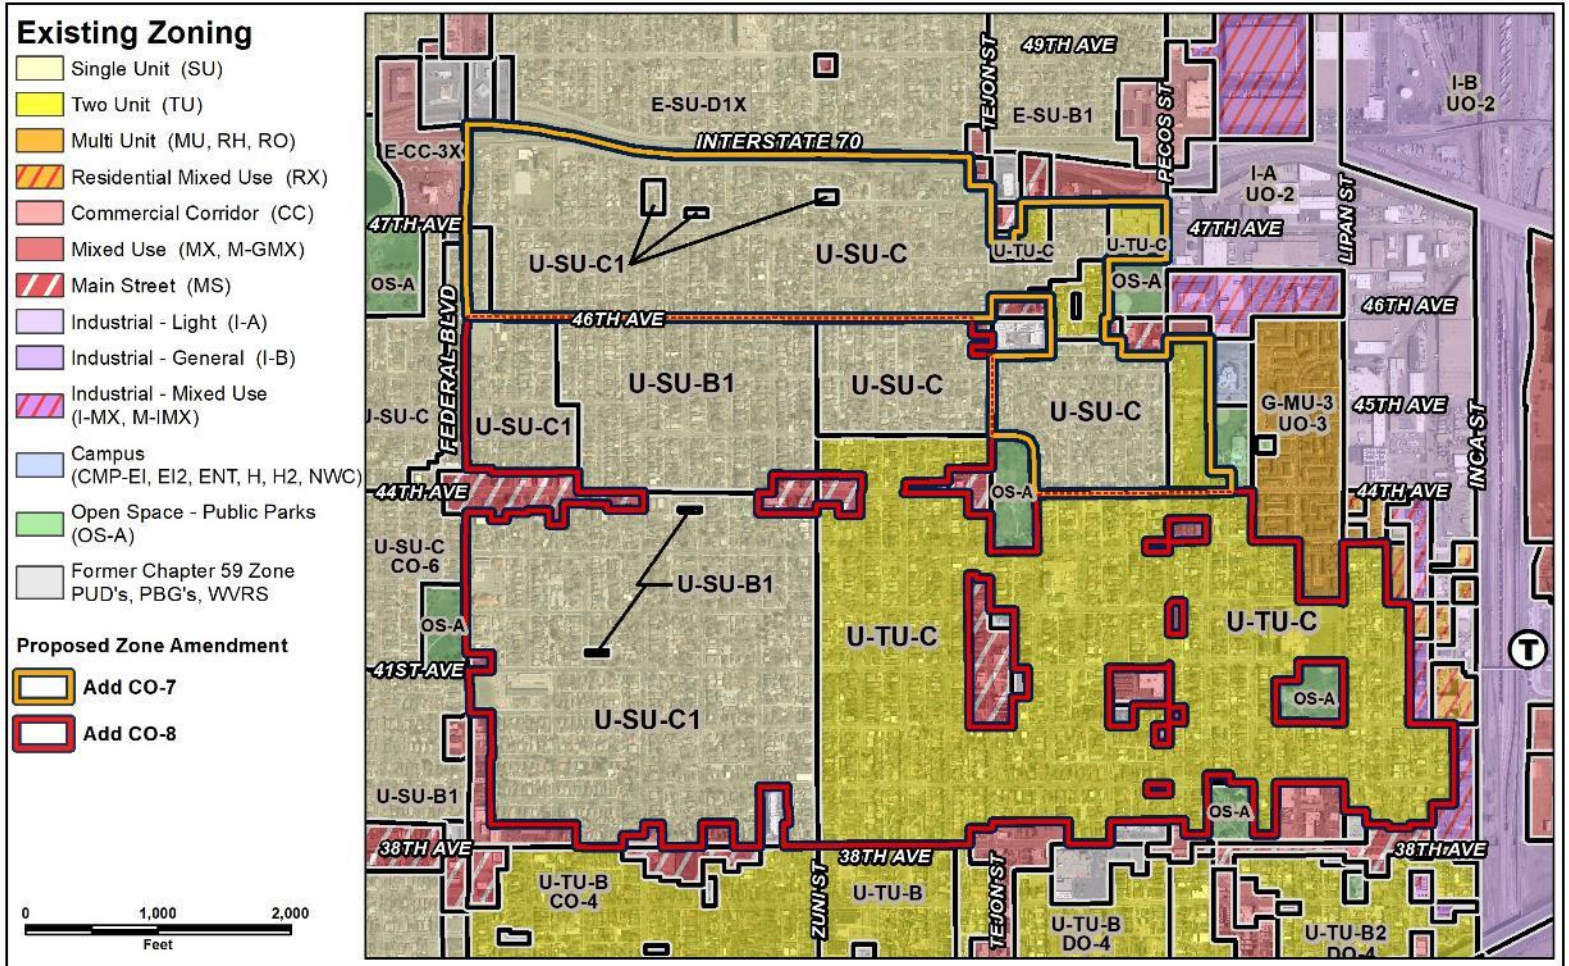 Existing Zoning
Single Unit (SU)
Two Unit (TU)
Multi Unit (MU, RH, RO)
Residential Mixed Use (RX)
Commercial Corridor (CC)
Mixed Use (MX, M-GMX)
Main Street (MS)
Industrial - Light (I-A)
Industrial - General (I-B)
Industrial - Mixed Use
(I-MX, M-IMX)
Campus
(CMP-EI, EI2, ENT, H, H2, NWC)
Open Space - Public Parks
(OS-A)
Former Chapter 59 Zone
PUD's, PBG's, WVRS
Proposed Zone Amendment
Add CO-7
Add CO-8
0 1,000 2,000
Feet
TEJON ST
49TH AVE
PECOS ST
I-B
UO-2
E-SU-D1X
E-SU-B1
INTERSTATE 70
E-CC-3X
I-A
UO-2
LIPAN ST
47TH AVE
U-SU-C1
U-SU-C
U-TU-C
U-TU-C
47TH AVE
OS-A
OS-A
FEDERAL BLVD
46TH AVE
46TH AVE
U-SU-B1
U-SU-C
U-SU-C
G-MU-3
UO-3
45TH AVE
INCA ST
U-SU-C
U-SU-C1
44TH AVE
OS-A
44TH AVE
U-SU-C
CO-6
U-SU-B1
OS-A
U-TU-C
U-TU-C
T
41ST AVE
OS-A
U-SU-C1
U-SU-B1
OS-A
38TH AVE
38TH AVE
38TH AVE
U-TU-B
CO-4
ZUNI ST
U-TU-B
TEJON ST
U-TU-B
DO-4
U-TU-B2
DO-4